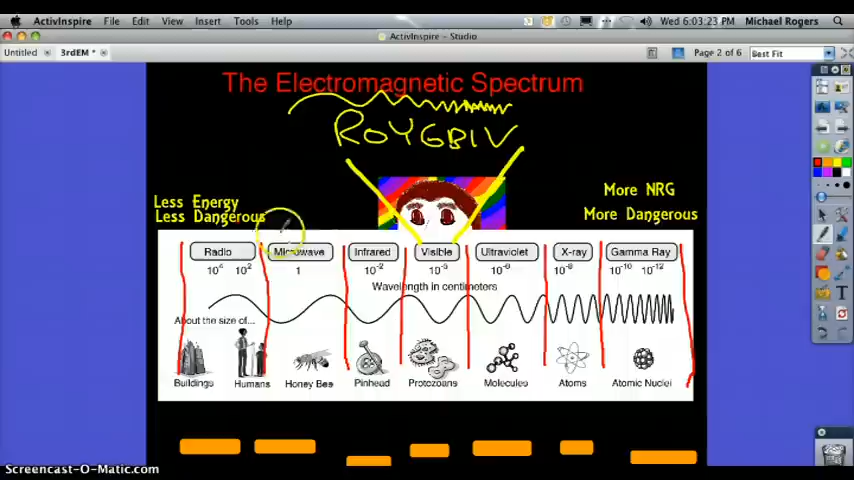 ActivInspire File Edit View Insert Tools Help Wed 6:03:23 PM Michael Rogers
ActivInspire - Studio
Untitled 3rdEM * Page 2 of 6 Best Fit
The Electromagnetic Spectrum
ROYGBIV
Less Energy
Less Dangerous
More NRG
More Dangerous
Radio Microwave Infrared Visible Ultraviolet X-ray Gamma Ray
10⁴ 10² 1 10⁻² 10⁻⁵ 10⁻⁶ 10⁻⁸ 10⁻¹⁰ 10⁻¹²
Wavelength in centimeters
About the size of...
Buildings Humans Honey Bee Pinhead Protozoans Molecules Atoms Atomic Nuclei
Screencast-O-Matic.com